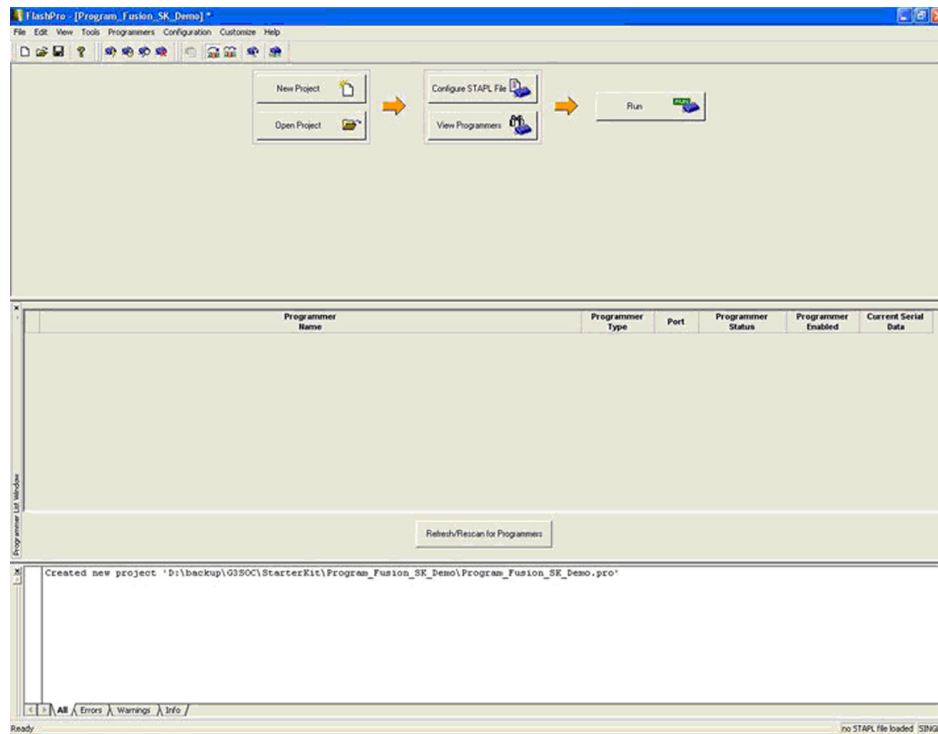 FlashPro - [Program_Fusion_SK_Demo] *
File Edit View Tools Programmers Configuration Customize Help
New Project
Configure STAPL File
Run
Open Project
View Programmers
Programmer Name
Programmer Type
Port
Programmer Status
Programmer Enabled
Current Serial Data
Programmer List Window
Refresh/Rescan for Programmers
Created new project 'D:\backup\G3SOC\StarterKit\Program_Fusion_SK_Demo\Program_Fusion_SK_Demo.pro'
All Errors Warnings Info
Ready
no STAPL file loaded